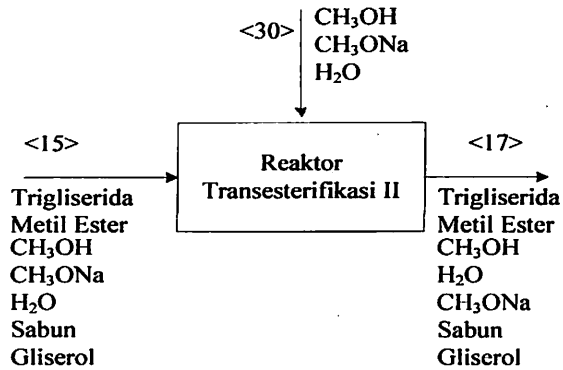 <30>
CH₃OH
CH₃ONa
H₂O
<15>
Reaktor
Transesterifikasi II
<17>
Trigliserida
Metil Ester
CH₃OH
CH₃ONa
H₂O
Sabun
Gliserol
Trigliserida
Metil Ester
CH₃OH
H₂O
CH₃ONa
Sabun
Gliserol